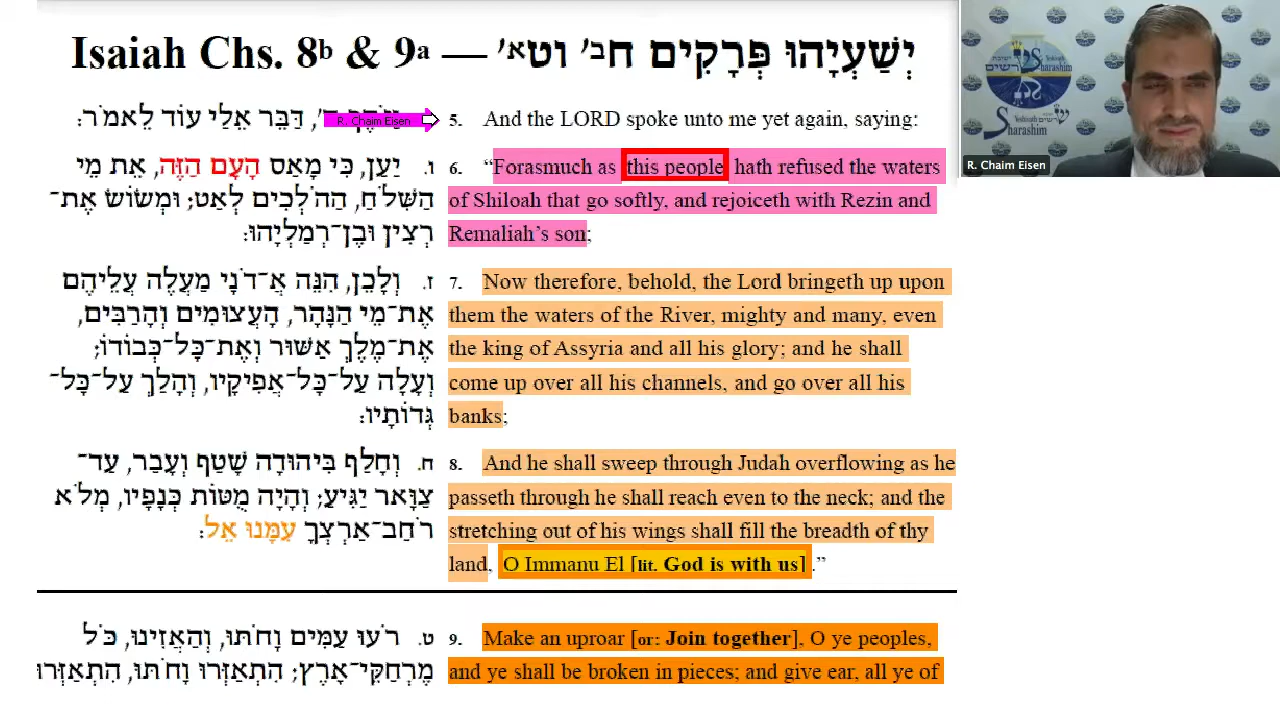 Isaiah Chs. 8ᵇ & 9ᵃ — יְשַׁעְיָהוּ פְּרָקִים חב׳ וטא׳
דִּבֵּר אֵלַי עוֹד לֵאמֹר:
R. Chaim Eisen
5. And the LORD spoke unto me yet again, saying:
ו. יַעַן, כִּי מָאַס הָעָם הַזֶּה, אֵת מֵי
הַשִּׁלֹחַ, הַהֹלְכִים לְאַט; וּמְשׂוֹשׂ אֶת־
רְצִין וּבֶן־רְמַלְיָהוּ:
6. “Forasmuch as this people hath refused the waters
of Shiloah that go softly, and rejoiceth with Rezin and
Remaliah’s son;
ז. וְלָכֵן, הִנֵּה אֲ־דֹנָי מַעֲלֶה עֲלֵיהֶם
אֶת־מֵי הַנָּהָר, הָעֲצוּמִים וְהָרַבִּים,
אֶת־מֶלֶךְ אַשּׁוּר וְאֶת־כָּל־כְּבוֹדוֹ;
וְעָלָה עַל־כָּל־אֲפִיקָיו, וְהָלַךְ עַל־כָּל־
גְּדוֹתָיו:
7. Now therefore, behold, the Lord bringeth up upon
them the waters of the River, mighty and many, even
the king of Assyria and all his glory; and he shall
come up over all his channels, and go over all his
banks;
ח. וְחָלַף בִּיהוּדָה שָׁטַף וְעָבַר, עַד־
צַוָּאר יַגִּיעַ; וְהָיָה מֻטּוֹת כְּנָפָיו, מְלֹא
רֹחַב־אַרְצְךָ עִמָּנוּ אֵל:
8. And he shall sweep through Judah overflowing as he
passeth through he shall reach even to the neck; and the
stretching out of his wings shall fill the breadth of thy
land, O Immanu El [lit. God is with us].”
ט. רֹעוּ עַמִּים וָחֹתּוּ, וְהַאֲזִינוּ, כֹּל
מֶרְחַקֵּי־אָרֶץ; הִתְאַזְּרוּ וָחֹתּוּ, הִתְאַזְּרוּ
9. Make an uproar [or: Join together], O ye peoples,
and ye shall be broken in pieces; and give ear, all ye of
Yeshivath
Sharashim
Sharashim
R. Chaim Eisen